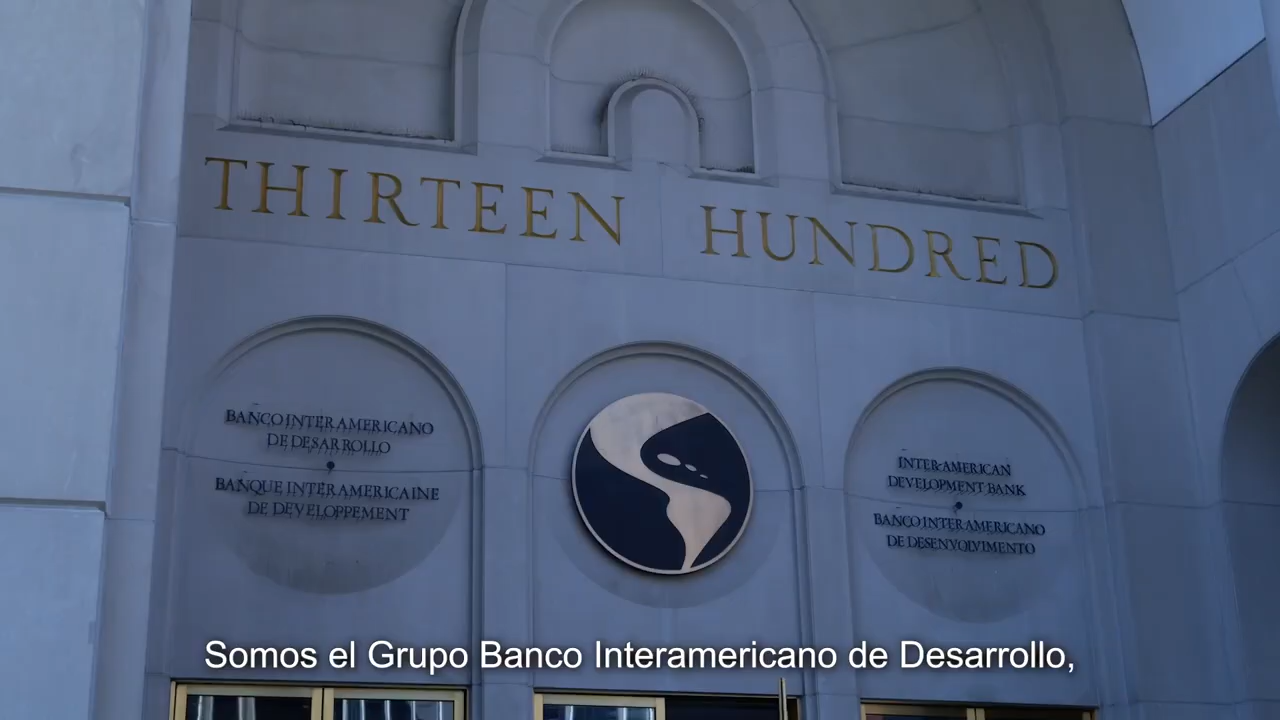 THIRTEEN HUNDRED
BANCO INTERAMERICANO
DE DESARROLLO
BANQUE INTERAMERICAINE
DE DEVELOPPEMENT
INTER-AMERICAN
DEVELOPMENT BANK
BANCO INTERAMERICANO
DE DESENVOLVIMENTO
Somos el Grupo Banco Interamericano de Desarrollo,